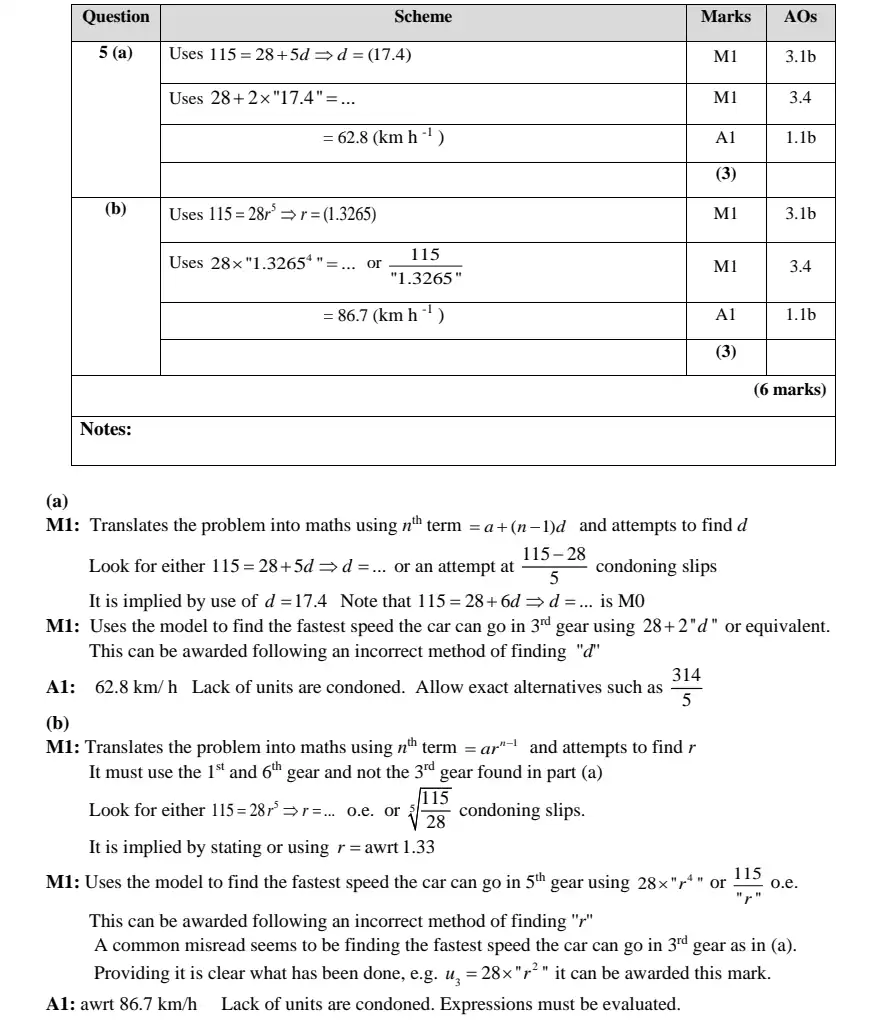 Question Scheme Marks AOs
5 (a) Uses 115 = 28 + 5d ⇒ d = (17.4) M1 3.1b
Uses 28 + 2 × "17.4" = ... M1 3.4
= 62.8 (km h⁻¹) A1 1.1b
(3)
(b) Uses 115 = 28r⁵ ⇒ r = (1.3265) M1 3.1b
Uses 28 × "1.3265⁴" = ... or 115/"1.3265" M1 3.4
= 86.7 (km h⁻¹) A1 1.1b
(3)
(6 marks)
Notes:
(a)
M1: Translates the problem into maths using nᵗʰ term = a + (n − 1)d and attempts to find d
Look for either 115 = 28 + 5d ⇒ d = ... or an attempt at (115 − 28)/5 condoning slips
It is implied by use of d = 17.4 Note that 115 = 28 + 6d ⇒ d = ... is M0
M1: Uses the model to find the fastest speed the car can go in 3ʳᵈ gear using 28 + 2"d" or equivalent.
This can be awarded following an incorrect method of finding "d"
A1: 62.8 km/ h Lack of units are condoned. Allow exact alternatives such as 314/5
(b)
M1: Translates the problem into maths using nᵗʰ term = arⁿ⁻¹ and attempts to find r
It must use the 1ˢᵗ and 6ᵗʰ gear and not the 3ʳᵈ gear found in part (a)
Look for either 115 = 28r⁵ ⇒ r = ... o.e. or ⁵√(115/28) condoning slips.
It is implied by stating or using r = awrt 1.33
M1: Uses the model to find the fastest speed the car can go in 5ᵗʰ gear using 28 × "r⁴" or 115/"r" o.e.
This can be awarded following an incorrect method of finding "r"
A common misread seems to be finding the fastest speed the car can go in 3ʳᵈ gear as in (a).
Providing it is clear what has been done, e.g. u₃ = 28 × "r²" it can be awarded this mark.
A1: awrt 86.7 km/h Lack of units are condoned. Expressions must be evaluated.